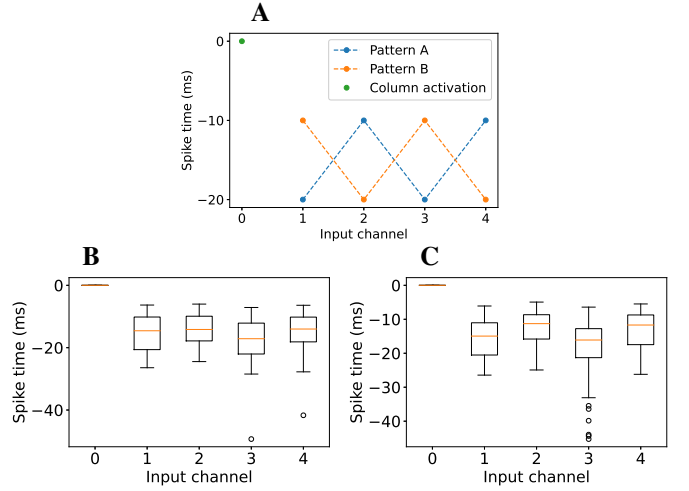 A
Spike time (ms)
0
−10
−20
Pattern A
Pattern B
Column activation
0 1 2 3 4
Input channel
B
Spike time (ms)
0
−20
−40
0 1 2 3 4
Input channel
C
Spike time (ms)
0
−10
−20
−30
−40
0 1 2 3 4
Input channel